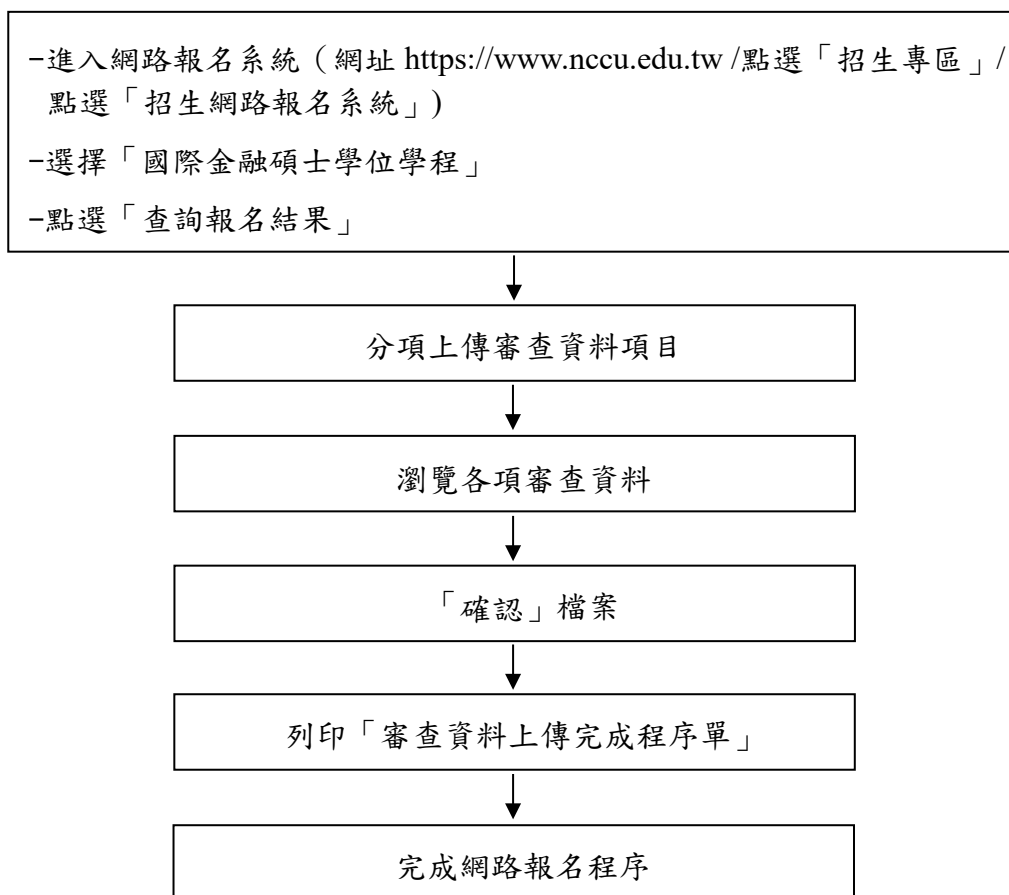 -進入網路報名系統（網址 https://www.nccu.edu.tw /點選「招生專區」/
點選「招生網路報名系統」)
-選擇「國際金融碩士學位學程」
-點選「查詢報名結果」
分項上傳審查資料項目
瀏覽各項審查資料
「確認」檔案
列印「審查資料上傳完成程序單」
完成網路報名程序